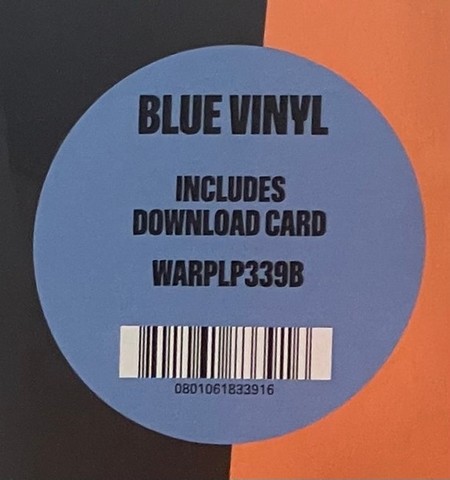 BLUE VINYL
INCLUDES
DOWNLOAD CARD
WARPLP339B
0801061833916